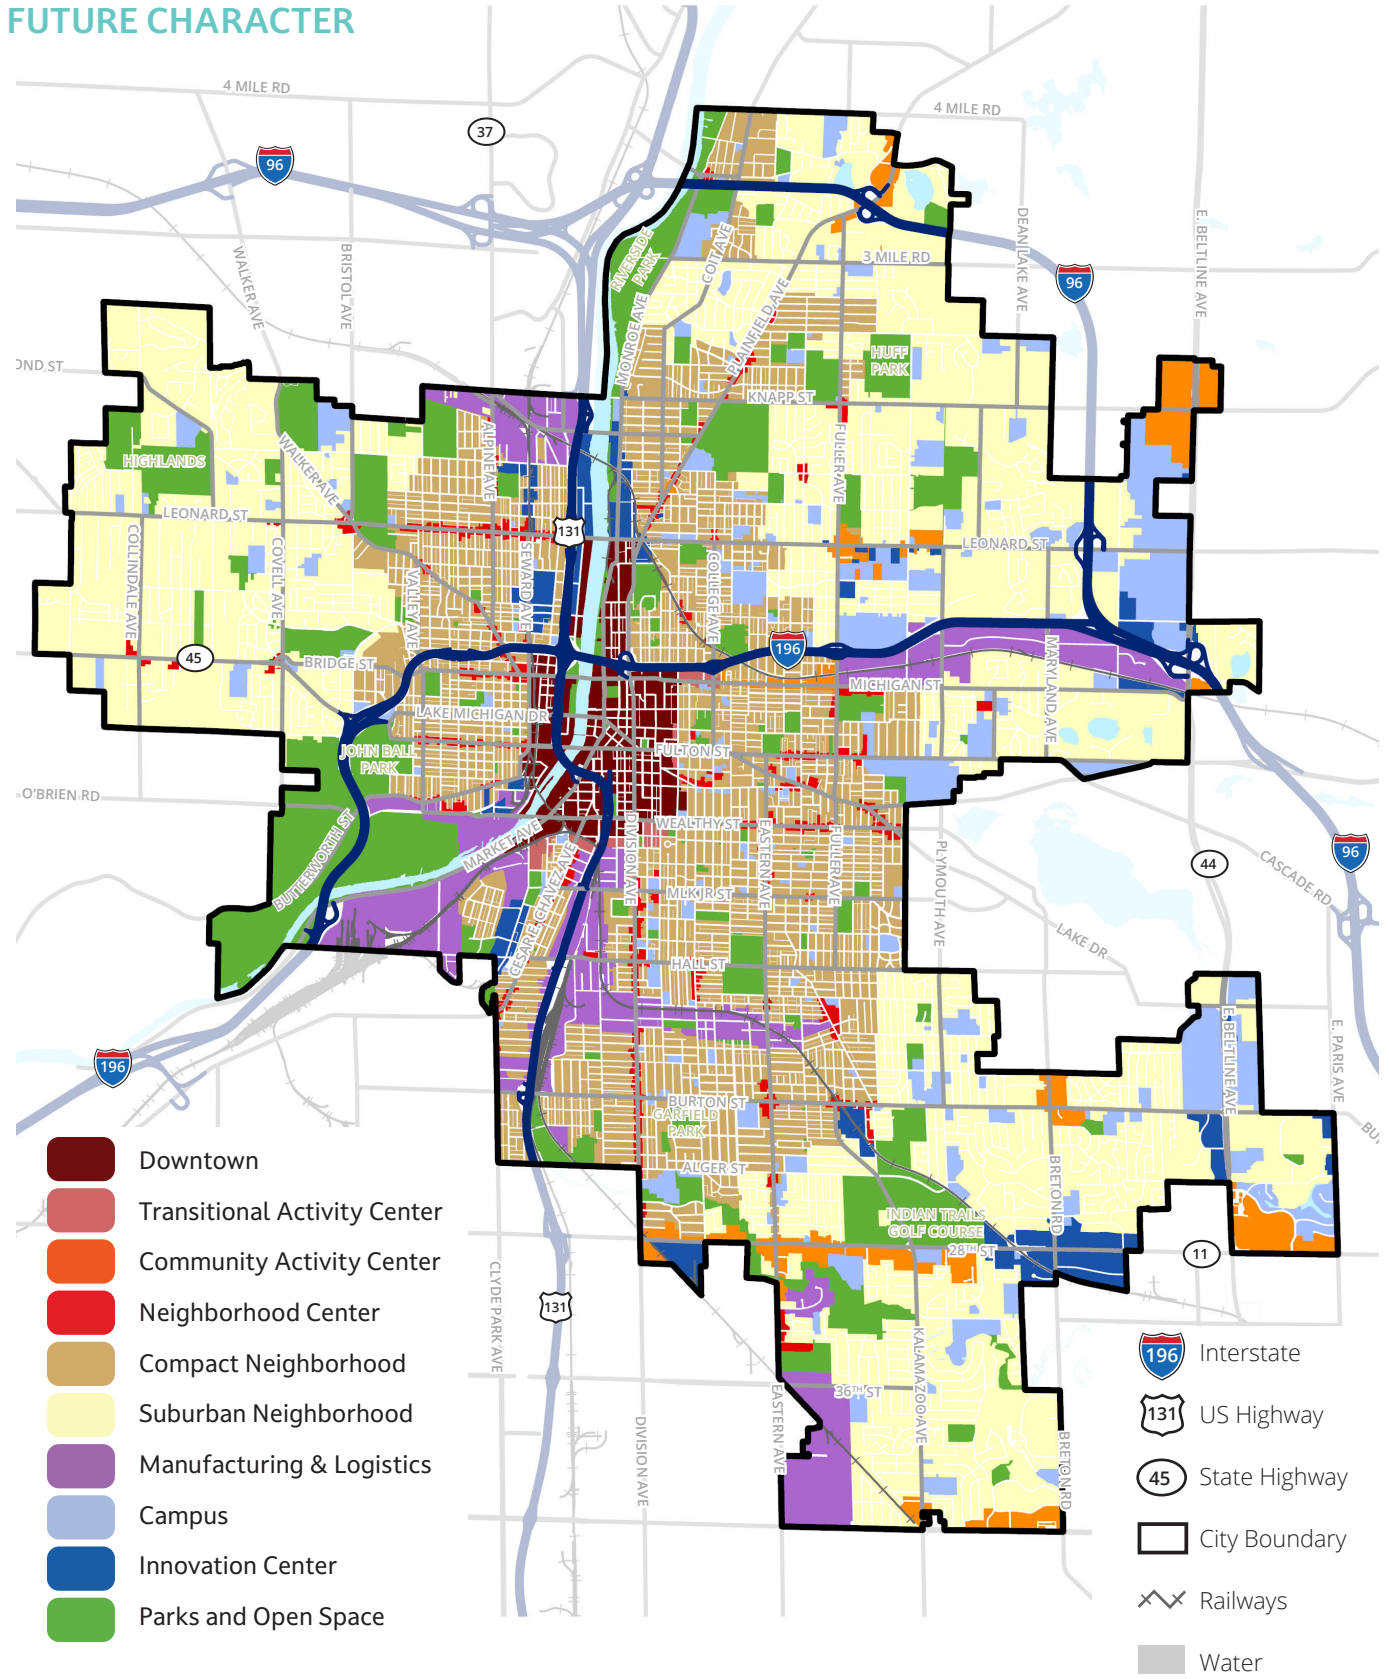 FUTURE CHARACTER
4 MILE RD
4 MILE RD
37
96
WALKER AVE
BRISTOL AVE
RIVERSIDE
PARK
COIT AVE
3 MILE RD
DEAN LAKE AVE
E. BELTLINE AVE
96
MONROE AVE
PLAINFIELD AVE
HUFF
PARK
OND ST
KNAPP ST
HIGHLANDS
WALKER AVE
ALPINE AVE
FULLER AVE
LEONARD ST
131
LEONARD ST
COLLINDALE AVE
COVELL AVE
VALLEY AVE
SEWARD AVE
COLLEGE AVE
45
BRIDGE ST
196
MICHIGAN ST
MARYLAND AVE
LAKE MICHIGAN DR
JOHN BALL
PARK
FULTON ST
O'BRIEN RD
BUTTERWORTH ST
MARKET AVE
WEALTHY ST
DIVISION AVE
EASTERN AVE
FULLER AVE
PLYMOUTH AVE
44
CASCADE RD
96
CESAR E. CHAVEZ AVE
MLK JR ST
LAKE DR
HALL ST
E. BELTLINE AVE
E. PARIS AVE
196
BURTON ST
GARFIELD
PARK
BU
ALGER ST
BRETON RD
INDIAN TRAILS
GOLF COURSE
28TH ST
11
CLYDE PARK AVE
131
DIVISION AVE
EASTERN AVE
36TH ST
KALAMAZOO AVE
BRETON RD
Downtown
Transitional Activity Center
Community Activity Center
Neighborhood Center
Compact Neighborhood
Suburban Neighborhood
Manufacturing & Logistics
Campus
Innovation Center
Parks and Open Space
196 Interstate
131 US Highway
45 State Highway
City Boundary
Railways
Water